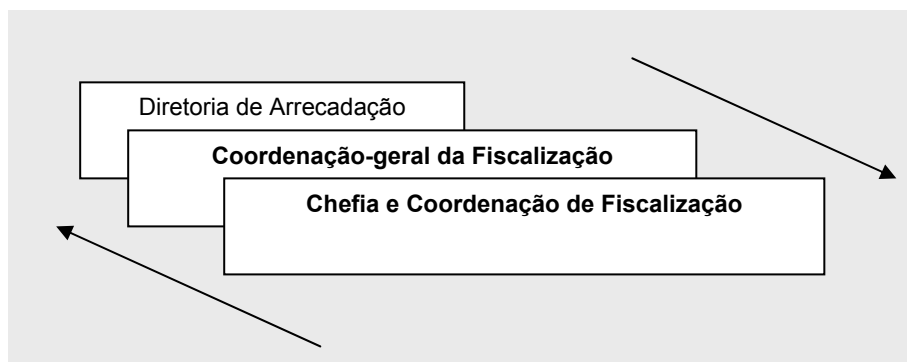 Diretoria de Arrecadação
Coordenação-geral da Fiscalização
Chefia e Coordenação de Fiscalização